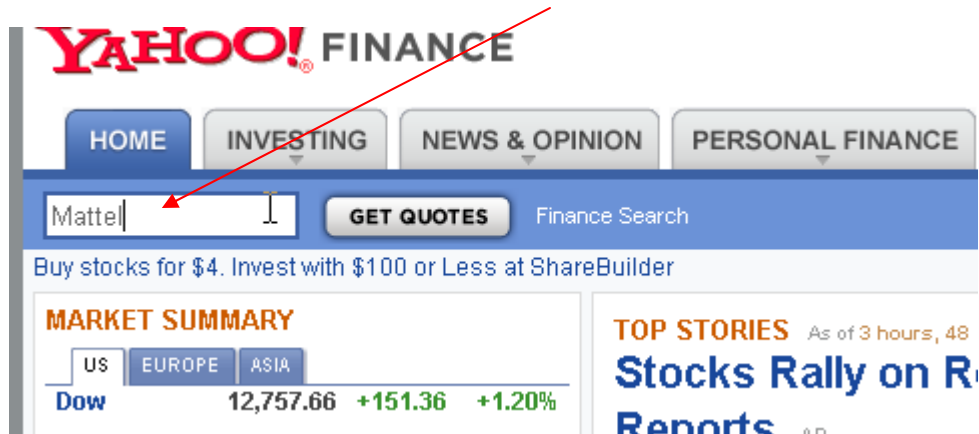 YAHOO!® FINANCE
HOME INVESTING NEWS & OPINION PERSONAL FINANCE
Mattel GET QUOTES Finance Search
Buy stocks for $4. Invest with $100 or Less at ShareBuilder
MARKET SUMMARY
US EUROPE ASIA
Dow 12,757.66 +151.36 +1.20%
TOP STORIES As of 3 hours, 48
Stocks Rally on R
Reports AP